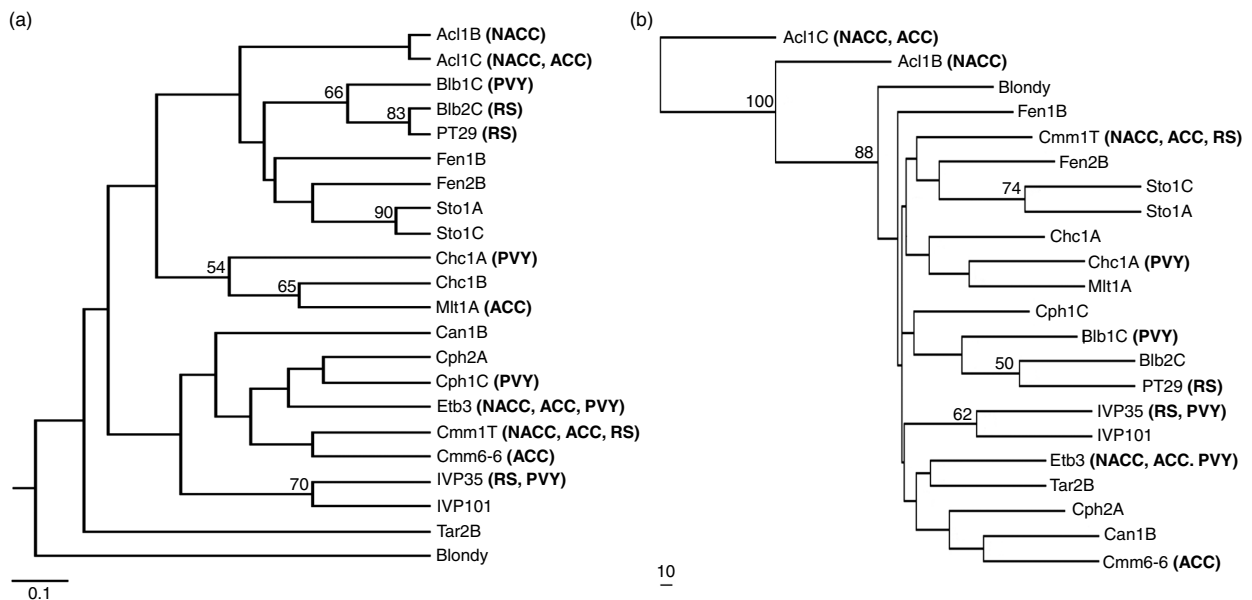 (a)
Acl1B (NACC)
Acl1C (NACC, ACC)
66
Blb1C (PVY)
83
Blb2C (RS)
PT29 (RS)
Fen1B
Fen2B
90
Sto1A
Sto1C
54
Chc1A (PVY)
65
Chc1B
Mlt1A (ACC)
Can1B
Cph2A
Cph1C (PVY)
Etb3 (NACC, ACC, PVY)
Cmm1T (NACC, ACC, RS)
Cmm6-6 (ACC)
70
IVP35 (RS, PVY)
IVP101
Tar2B
Blondy
0.1
(b)
Acl1C (NACC, ACC)
Acl1B (NACC)
100
Blondy
88
Fen1B
Cmm1T (NACC, ACC, RS)
Fen2B
74
Sto1C
Sto1A
Chc1A
Chc1A (PVY)
Mlt1A
Cph1C
Blb1C (PVY)
50
Blb2C
PT29 (RS)
62
IVP35 (RS, PVY)
IVP101
Etb3 (NACC, ACC. PVY)
Tar2B
Cph2A
Can1B
Cmm6-6 (ACC)
10